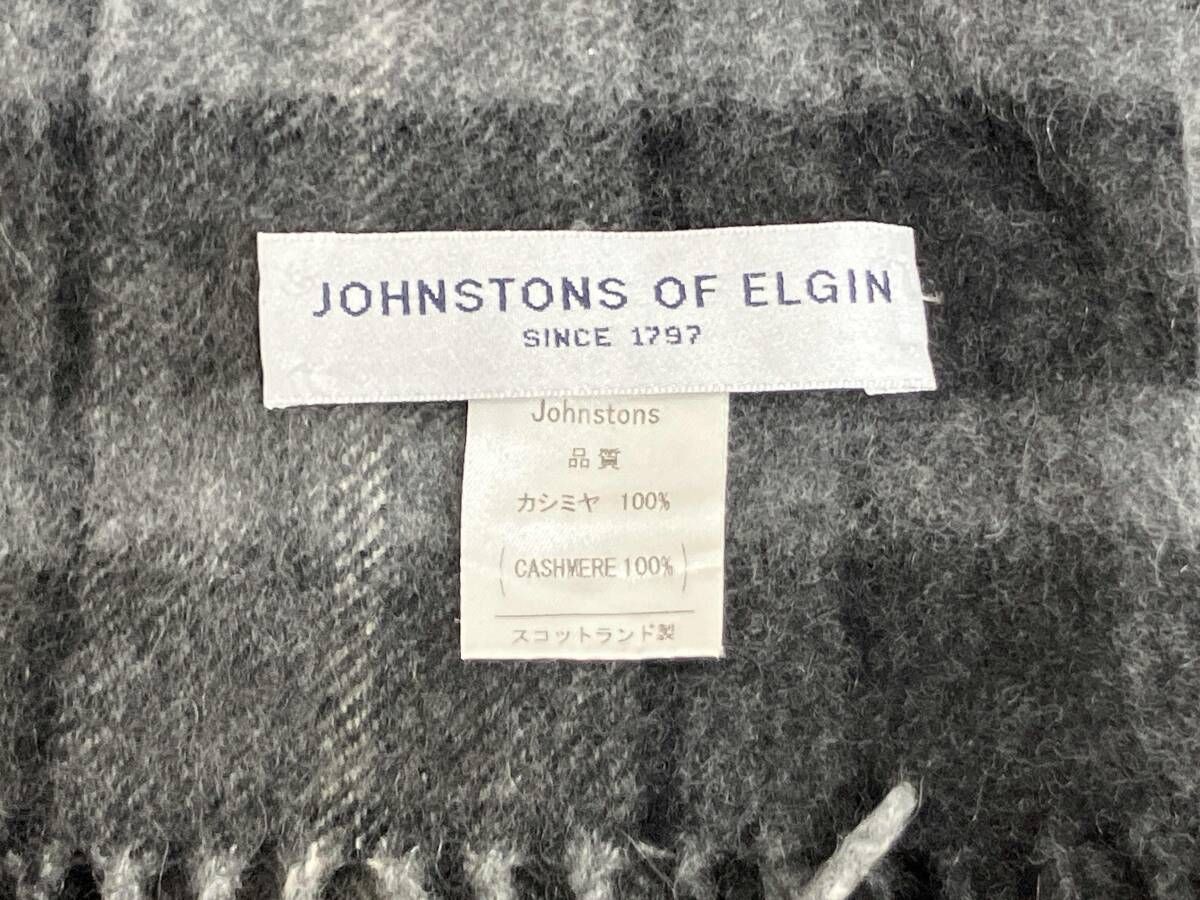 JOHNSTONS OF ELGIN
SINCE 1797
Johnstons
品質
カシミヤ 100%
(CASHMERE 100%)
スコットランド製